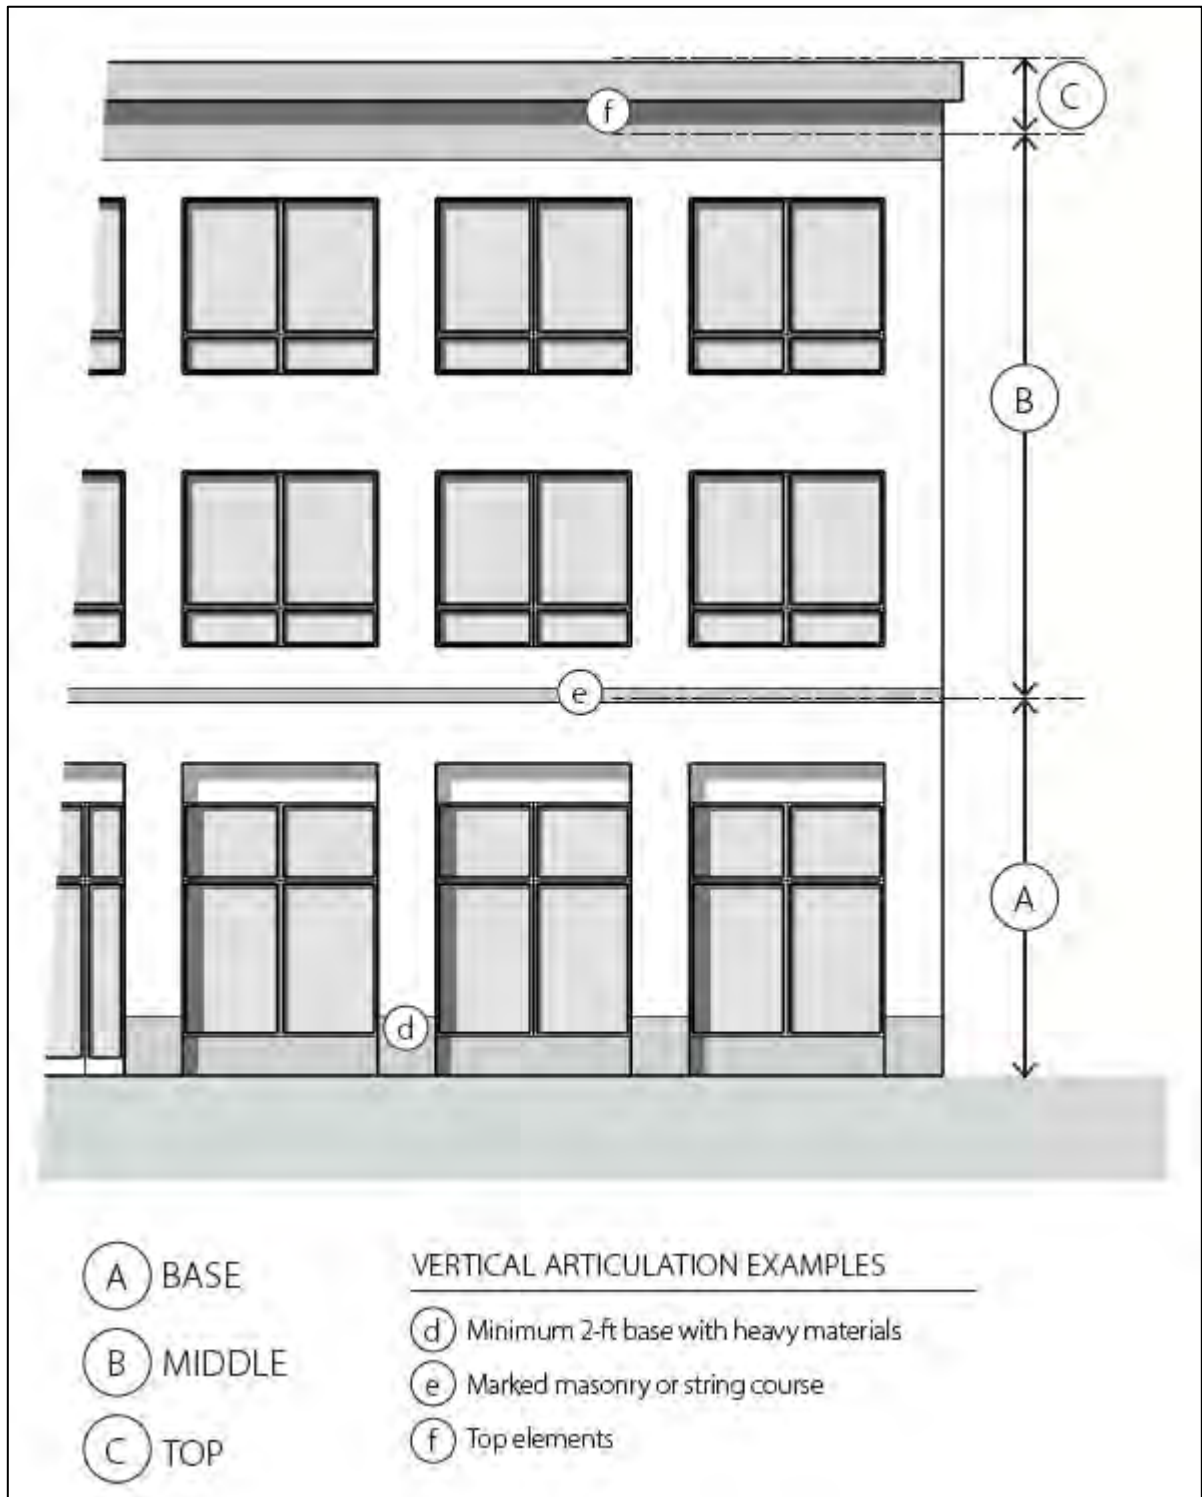 C
f
B
e
A
d
A BASE
B MIDDLE
C TOP
VERTICAL ARTICULATION EXAMPLES
d Minimum 2-ft base with heavy materials
e Marked masonry or string course
f Top elements